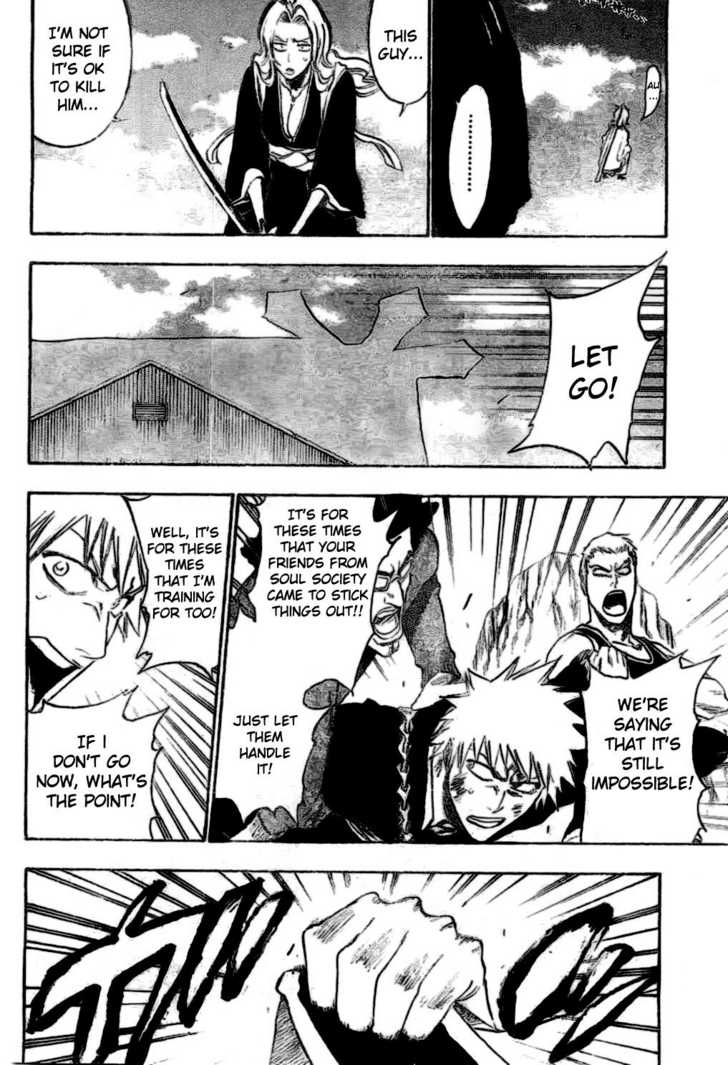 AU
...
..........
THIS
GUY...
I'M NOT
SURE IF
IT'S OK
TO KILL
HIM...
LET
GO!
WE'RE
SAYING
THAT IT'S
STILL
IMPOSSIBLE!
IT'S FOR
THESE TIMES
THAT YOUR
FRIENDS FROM
SOUL SOCIETY
CAME TO STICK
THINGS OUT!!
JUST LET
THEM
HANDLE
IT!
WELL, IT'S
FOR THESE
TIMES
THAT I'M
TRAINING
FOR TOO!
IF I
DON'T GO
NOW, WHAT'S
THE POINT!